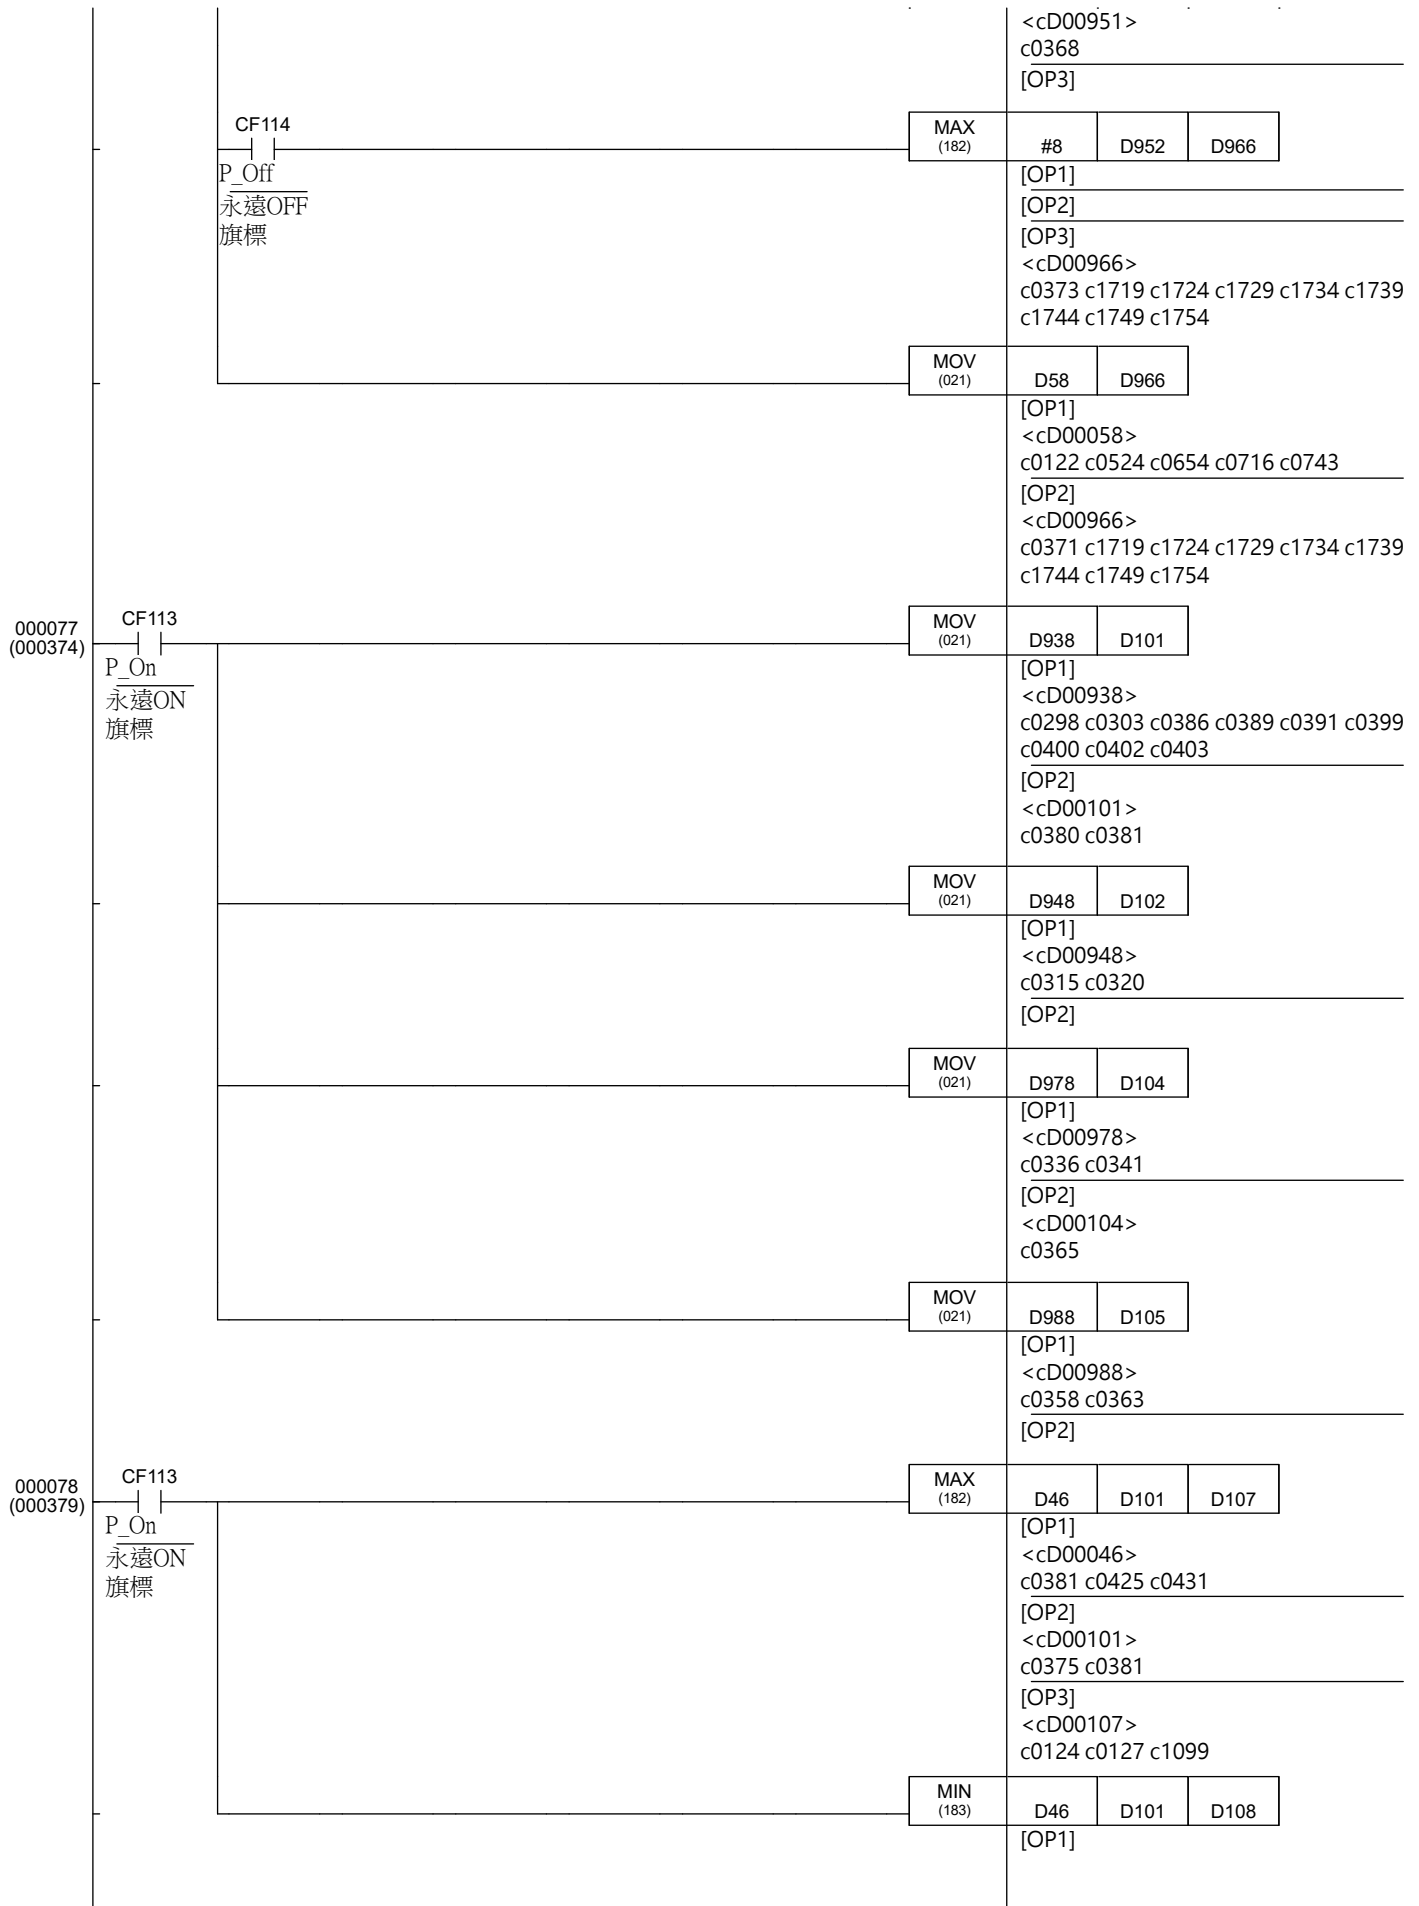 <cD00951>
c0368
[OP3]
CF114
P_Off
永遠OFF
旗標
MAX
(182)
#8
D952
D966
[OP1]
[OP2]
[OP3]
<cD00966>
c0373 c1719 c1724 c1729 c1734 c1739
c1744 c1749 c1754
MOV
(021)
D58
D966
[OP1]
<cD00058>
c0122 c0524 c0654 c0716 c0743
[OP2]
<cD00966>
c0371 c1719 c1724 c1729 c1734 c1739
c1744 c1749 c1754
000077
(000374)
CF113
P_On
永遠ON
旗標
MOV
(021)
D938
D101
[OP1]
<cD00938>
c0298 c0303 c0386 c0389 c0391 c0399
c0400 c0402 c0403
[OP2]
<cD00101>
c0380 c0381
MOV
(021)
D948
D102
[OP1]
<cD00948>
c0315 c0320
[OP2]
MOV
(021)
D978
D104
[OP1]
<cD00978>
c0336 c0341
[OP2]
<cD00104>
c0365
MOV
(021)
D988
D105
[OP1]
<cD00988>
c0358 c0363
[OP2]
000078
(000379)
CF113
P_On
永遠ON
旗標
MAX
(182)
D46
D101
D107
[OP1]
<cD00046>
c0381 c0425 c0431
[OP2]
<cD00101>
c0375 c0381
[OP3]
<cD00107>
c0124 c0127 c1099
MIN
(183)
D46
D101
D108
[OP1]